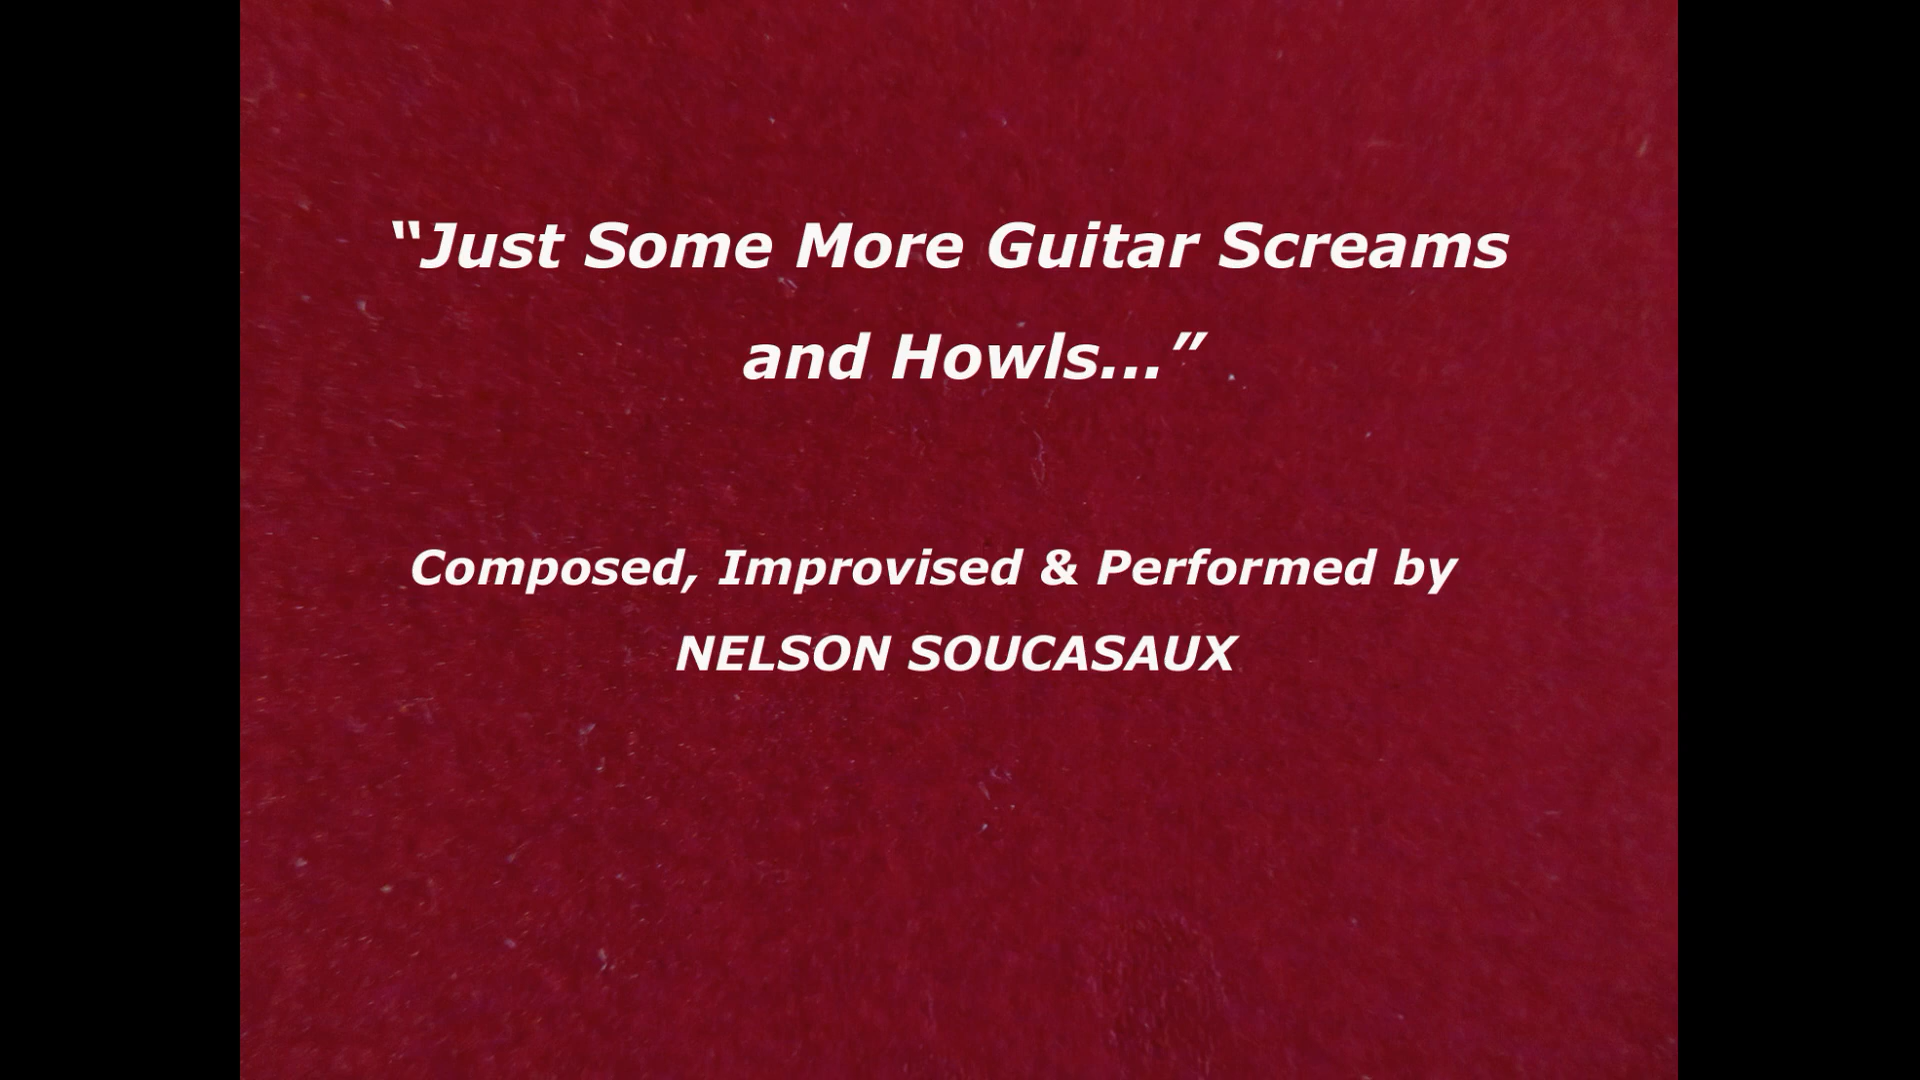 “Just Some More Guitar Screams
and Howls...”
Composed, Improvised & Performed by
NELSON SOUCASAUX